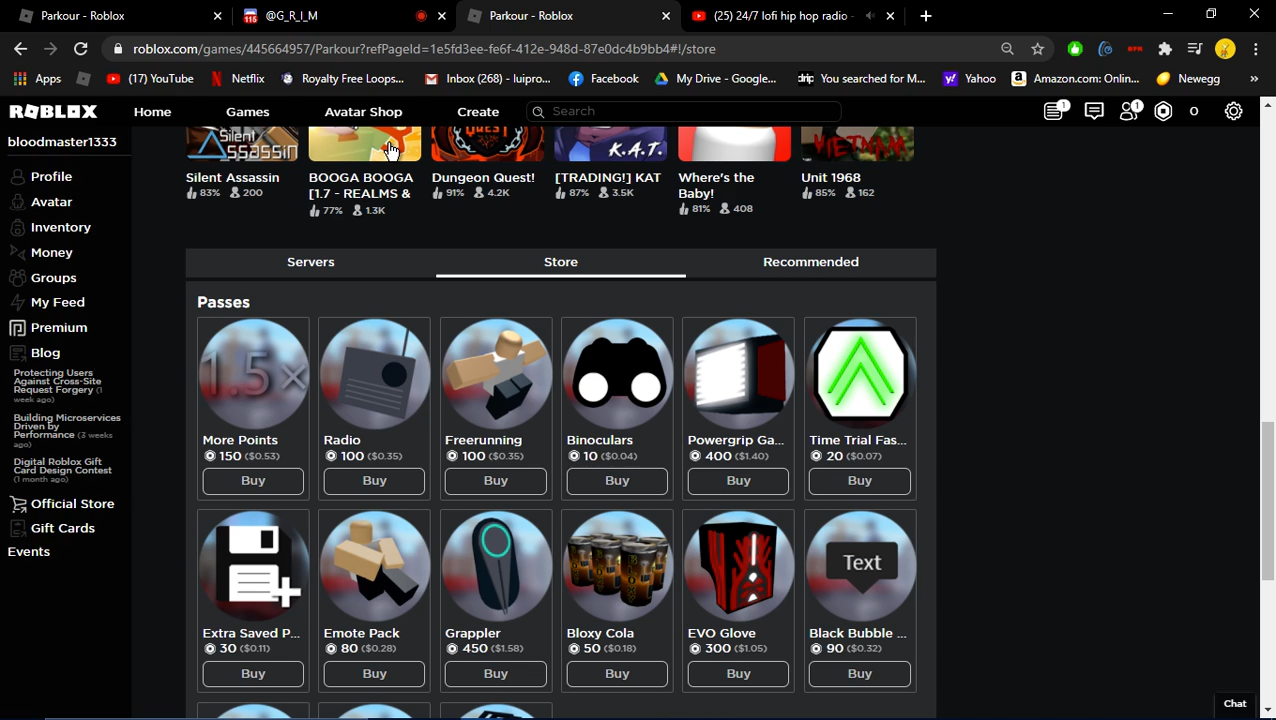 Parkour - Roblox
115 @G_R_I_M
Parkour - Roblox
(25) 24/7 lofi hip hop radio -
roblox.com/games/445664957/Parkour?refPageId=1e5fd3ee-fe6f-412e-948d-87e0dc4b9bb4#!/store
Apps (17) YouTube Netflix Royalty Free Loops... Inbox (268) - luipro... Facebook My Drive - Google... drip You searched for M... Yahoo Amazon.com: Onlin... Newegg »
ROBLOX Home Games Avatar Shop Create Search 1 1 0
bloodmaster1333
Profile
Avatar
Inventory
Money
Groups
My Feed
Premium
Blog
Protecting Users
Against Cross-Site
Request Forgery (1
week ago)
Building Microservices
Driven by
Performance (3 weeks
ago)
Digital Roblox Gift
Card Design Contest
(1 month ago)
Official Store
Gift Cards
Events
Silent
Assassin
QUEST
K.A.T.
VIETNAM
Silent Assassin
83% 200
BOOGA BOOGA
[1.7 - REALMS &
77% 1.3K
Dungeon Quest!
91% 4.2K
[TRADING!] KAT
87% 3.5K
Where's the
Baby!
81% 408
Unit 1968
85% 162
Servers Store Recommended
Passes
1.5x
More Points
150 ($0.53)
Buy
Radio
100 ($0.35)
Buy
Freerunning
100 ($0.35)
Buy
Binoculars
10 ($0.04)
Buy
Powergrip Ga...
400 ($1.40)
Buy
Time Trial Fas...
20 ($0.07)
Buy
Extra Saved P...
30 ($0.11)
Buy
Emote Pack
80 ($0.28)
Buy
Grappler
450 ($1.58)
Buy
Bloxy Cola
50 ($0.18)
Buy
EVO Glove
300 ($1.05)
Buy
Text
Black Bubble ...
90 ($0.32)
Buy
Chat